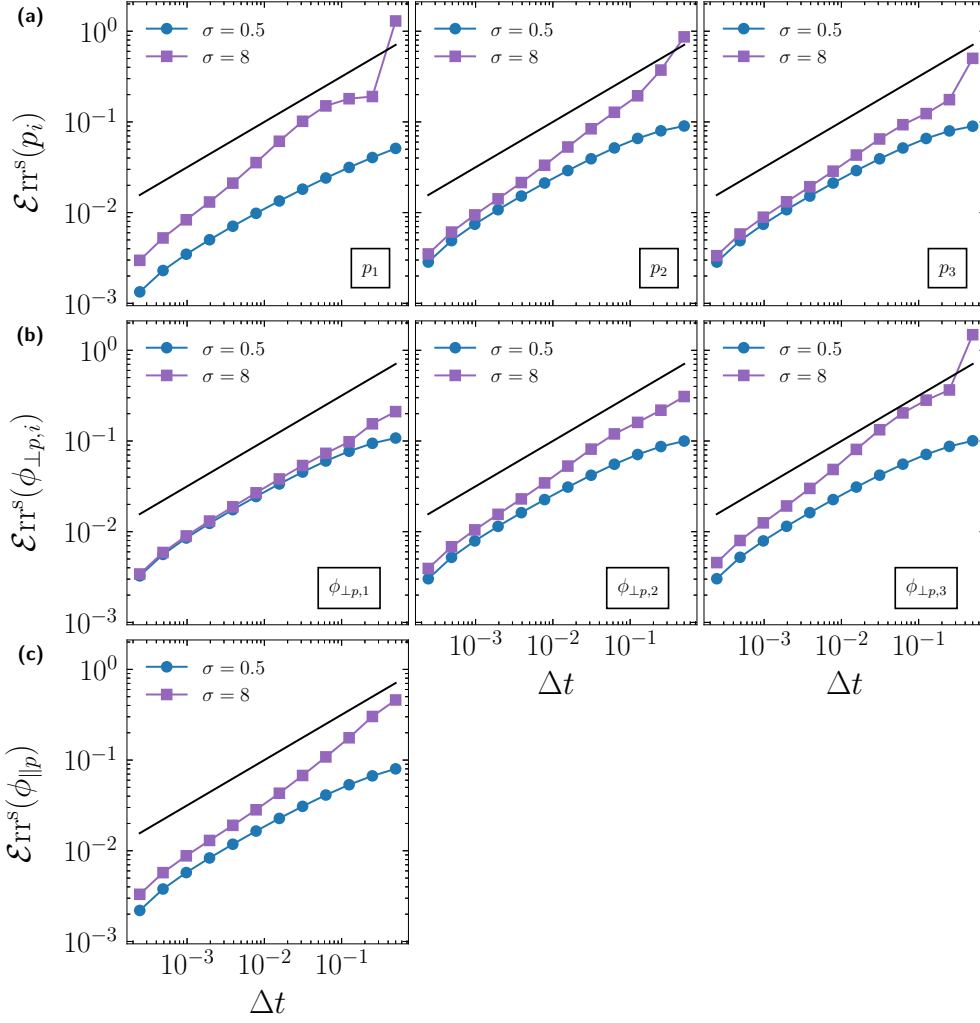 (a)
σ = 0.5
σ = 8
σ = 0.5
σ = 8
σ = 0.5
σ = 8
10⁰
10⁻¹
10⁻²
10⁻³
ℰrrˢ(pᵢ)
p₁
p₂
p₃
(b)
σ = 0.5
σ = 8
σ = 0.5
σ = 8
σ = 0.5
σ = 8
10⁰
10⁻¹
10⁻²
10⁻³
ℰrrˢ(ϕ⊥p,i)
ϕ⊥p,1
ϕ⊥p,2
ϕ⊥p,3
10⁻³ 10⁻² 10⁻¹
10⁻³ 10⁻² 10⁻¹
Δt
Δt
(c)
σ = 0.5
σ = 8
10⁰
10⁻¹
10⁻²
10⁻³
ℰrrˢ(ϕ∥p)
10⁻³ 10⁻² 10⁻¹
Δt